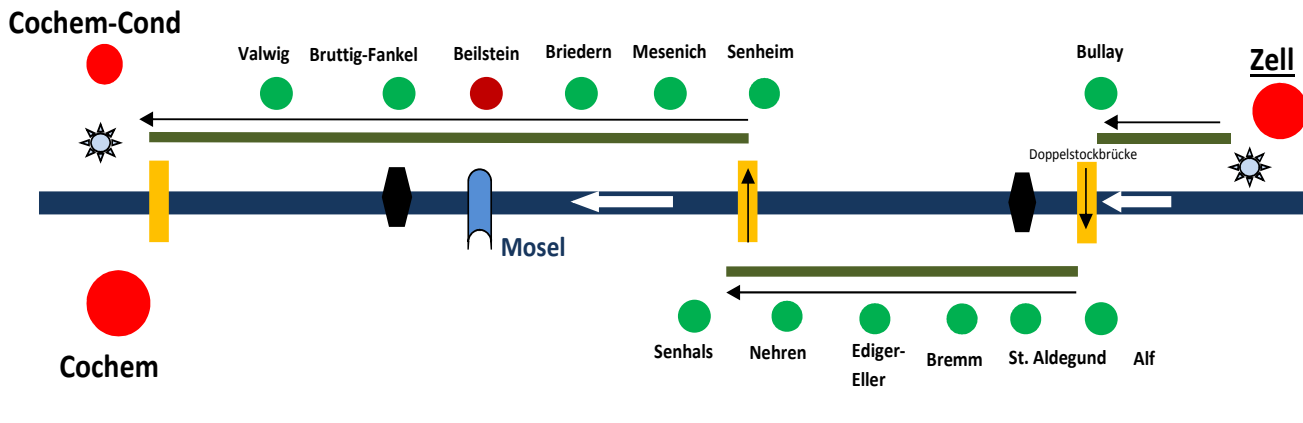 Cochem-Cond
Valwig
Bruttig-Fankel
Beilstein
Briedern
Mesenich
Senheim
Bullay
Zell
Doppelstockbrücke
Mosel
Senhals
Nehren
Ediger-
Eller
Bremm
St. Aldegund
Alf
Cochem